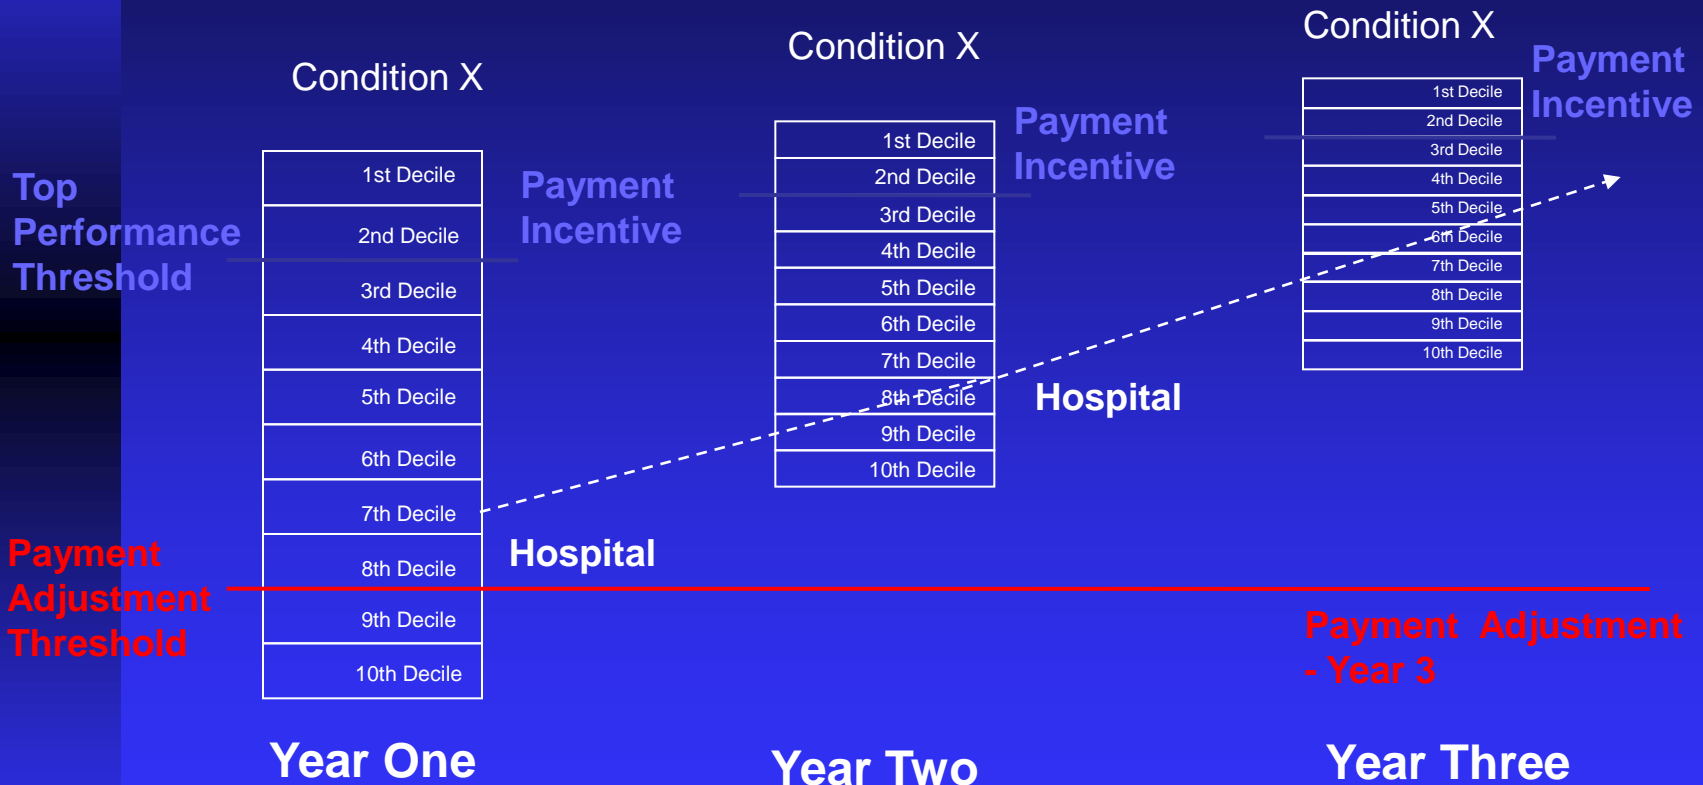 Condition X
Condition X
Condition X
Top
Performance
Threshold
Payment
Adjustment
Threshold
1st Decile
2nd Decile
3rd Decile
4th Decile
5th Decile
6th Decile
7th Decile
8th Decile
9th Decile
10th Decile
Payment
Incentive
Hospital
1st Decile
2nd Decile
3rd Decile
4th Decile
5th Decile
6th Decile
7th Decile
8th Decile
9th Decile
10th Decile
Payment
Incentive
Hospital
1st Decile
2nd Decile
3rd Decile
4th Decile
5th Decile
6th Decile
7th Decile
8th Decile
9th Decile
10th Decile
Payment
Incentive
Payment Adjustment
- Year 3
Year One
Year Two
Year Three